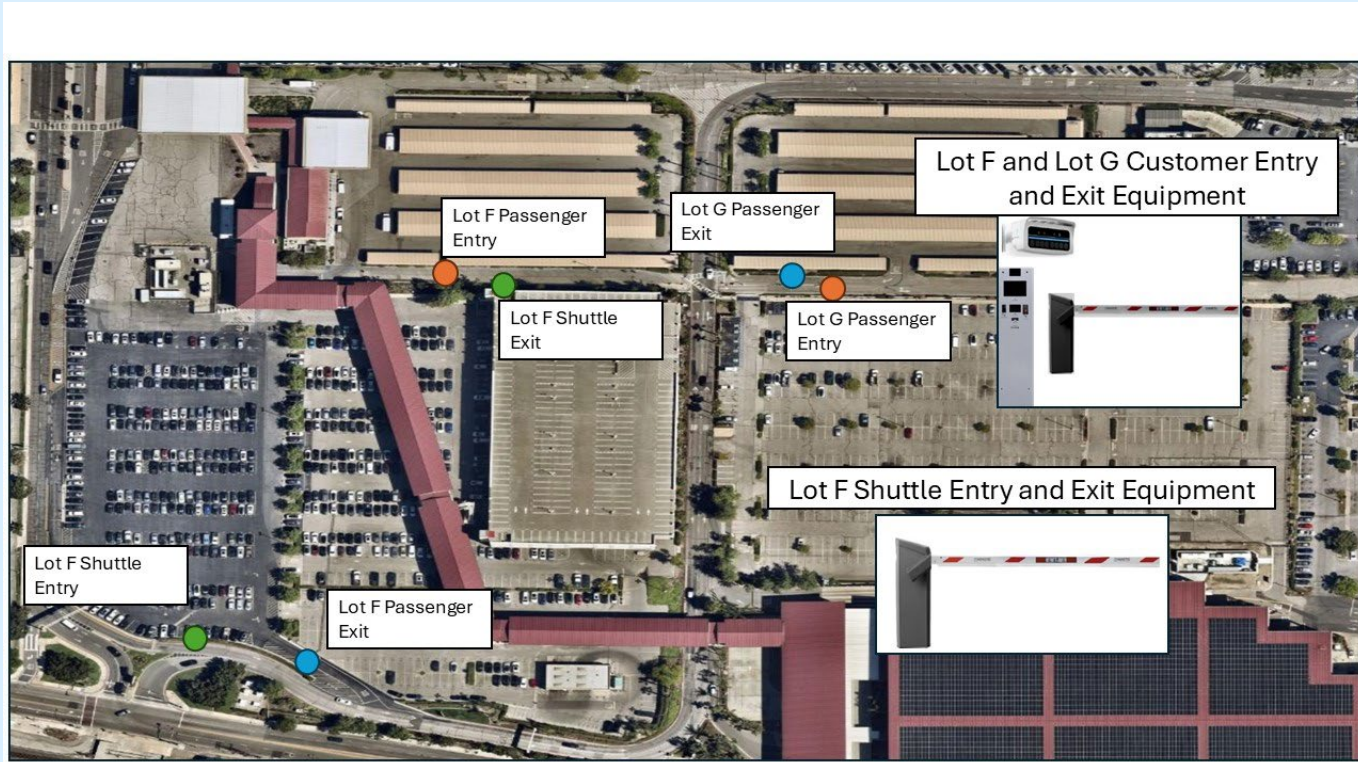 Lot F and Lot G Customer Entry
and Exit Equipment
Lot F Passenger
Entry
Lot G Passenger
Exit
Lot F Shuttle
Exit
Lot G Passenger
Entry
Lot F Shuttle Entry and Exit Equipment
Lot F Shuttle
Entry
Lot F Passenger
Exit